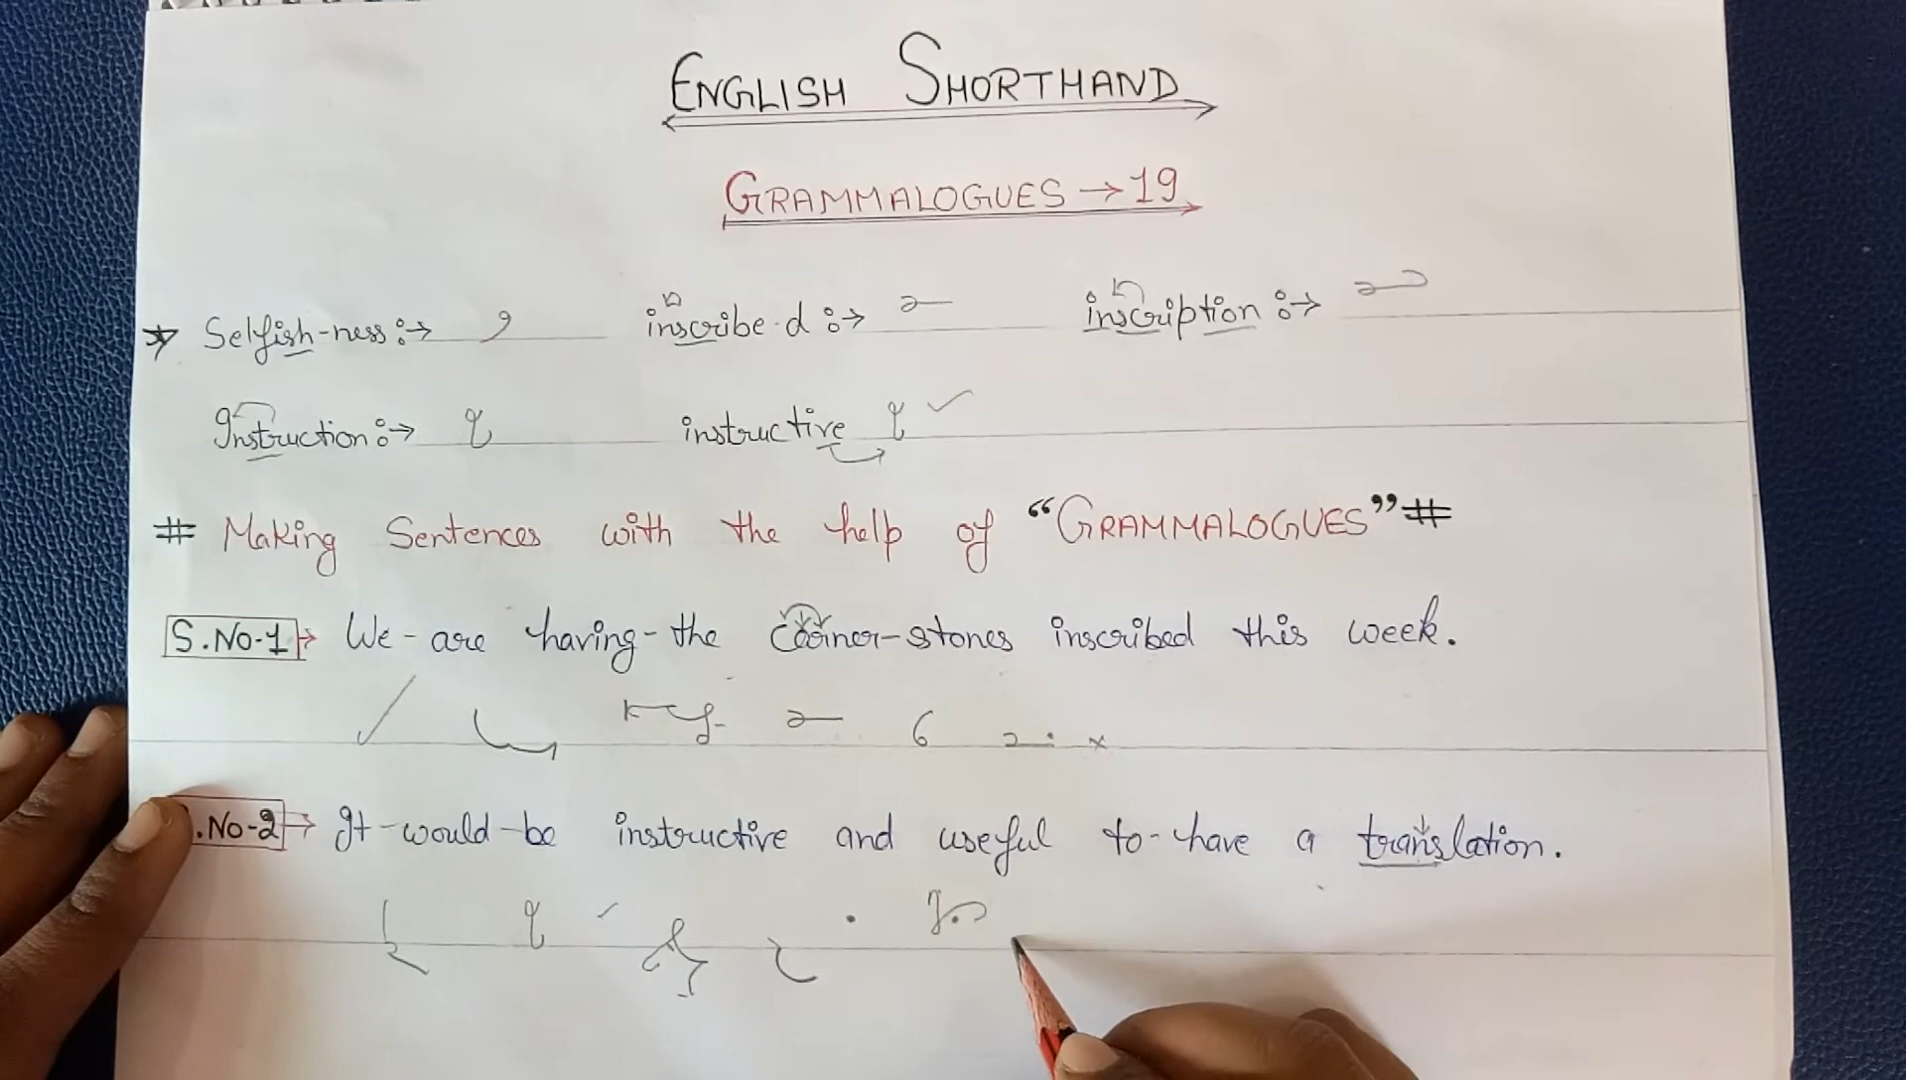 ENGLISH SHORTHAND
GRAMMALOGUES → 19
Selfish-ness :→ inscribe-d :→ inscription :→
Instruction :→ instructive ✓
# Making Sentences with the help of “GRAMMALOGUES” #
S.No-1 → We-are having-the Corner-stones inscribed this week.
.No-2 → It-would-be instructive and useful to-have a translation.